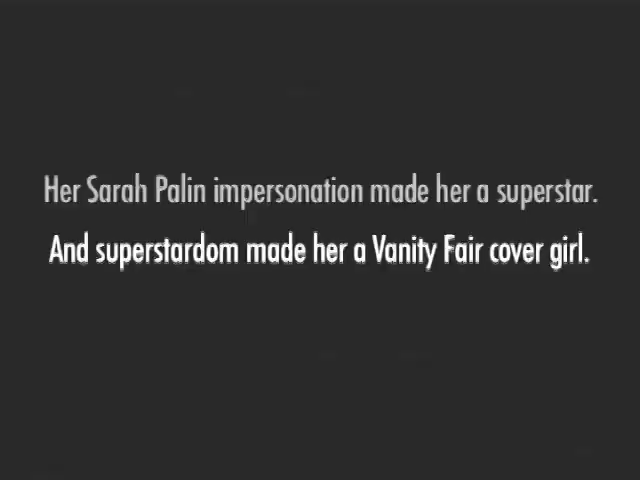 Her Sarah Palin impersonation made her a superstar.
And superstardom made her a Vanity Fair cover girl.